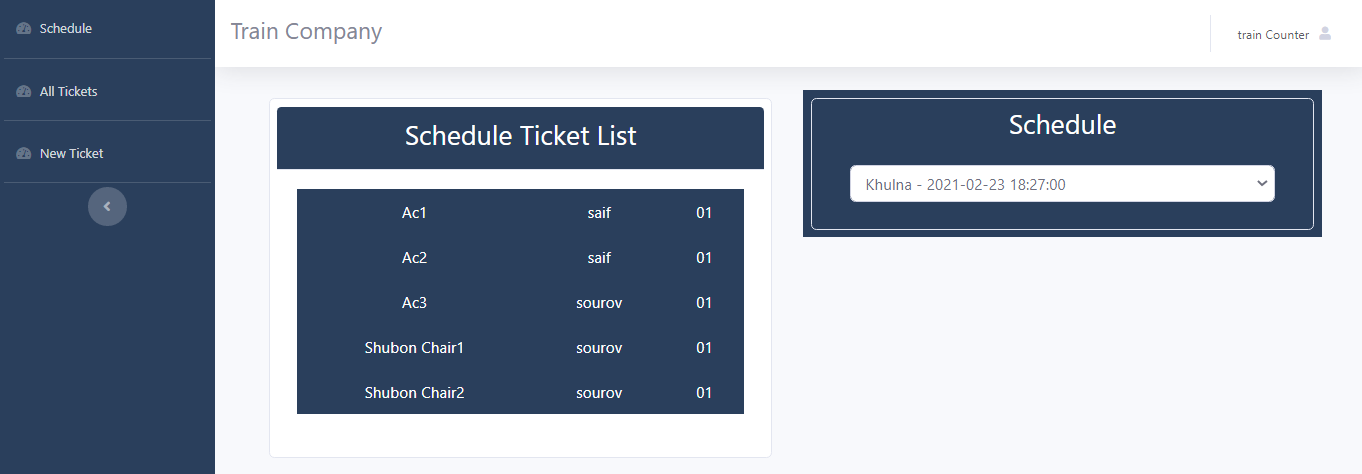 Schedule
All Tickets
New Ticket
Train Company
train Counter
Schedule Ticket List
Ac1 saif 01
Ac2 saif 01
Ac3 sourov 01
Shubon Chair1 sourov 01
Shubon Chair2 sourov 01
Schedule
Khulna - 2021-02-23 18:27:00